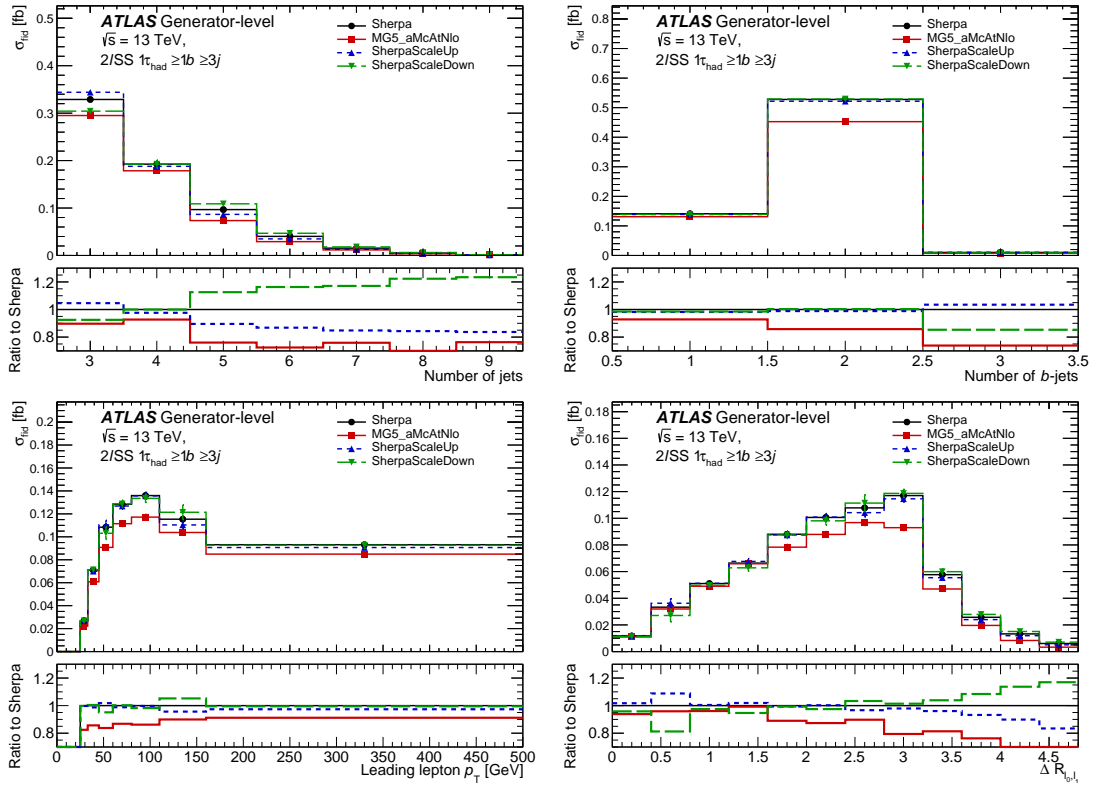 σfid [fb]
ATLAS Generator-level
√s = 13 TeV,
2lSS 1τhad ≥1b ≥3j
Sherpa
MG5_aMcAtNlo
SherpaScaleUp
SherpaScaleDown
0.5
0.4
0.3
0.2
0.1
0
Ratio to Sherpa
1.2
1
0.8
3 4 5 6 7 8 9
Number of jets
σfid [fb]
ATLAS Generator-level
√s = 13 TeV,
2lSS 1τhad ≥1b ≥3j
Sherpa
MG5_aMcAtNlo
SherpaScaleUp
SherpaScaleDown
0.8
0.7
0.6
0.5
0.4
0.3
0.2
0.1
0
Ratio to Sherpa
1.2
1
0.8
0.5 1 1.5 2 2.5 3 3.5
Number of b-jets
σfid [fb]
ATLAS Generator-level
√s = 13 TeV,
2lSS 1τhad ≥1b ≥3j
Sherpa
MG5_aMcAtNlo
SherpaScaleUp
SherpaScaleDown
0.2
0.18
0.16
0.14
0.12
0.1
0.08
0.06
0.04
0.02
0
Ratio to Sherpa
1.2
1
0.8
0 50 100 150 200 250 300 350 400 450 500
Leading lepton pT [GeV]
σfid [fb]
ATLAS Generator-level
√s = 13 TeV,
2lSS 1τhad ≥1b ≥3j
Sherpa
MG5_aMcAtNlo
SherpaScaleUp
SherpaScaleDown
0.18
0.16
0.14
0.12
0.1
0.08
0.06
0.04
0.02
0
Ratio to Sherpa
1.2
1
0.8
0 0.5 1 1.5 2 2.5 3 3.5 4 4.5
Δ Rl0,l1